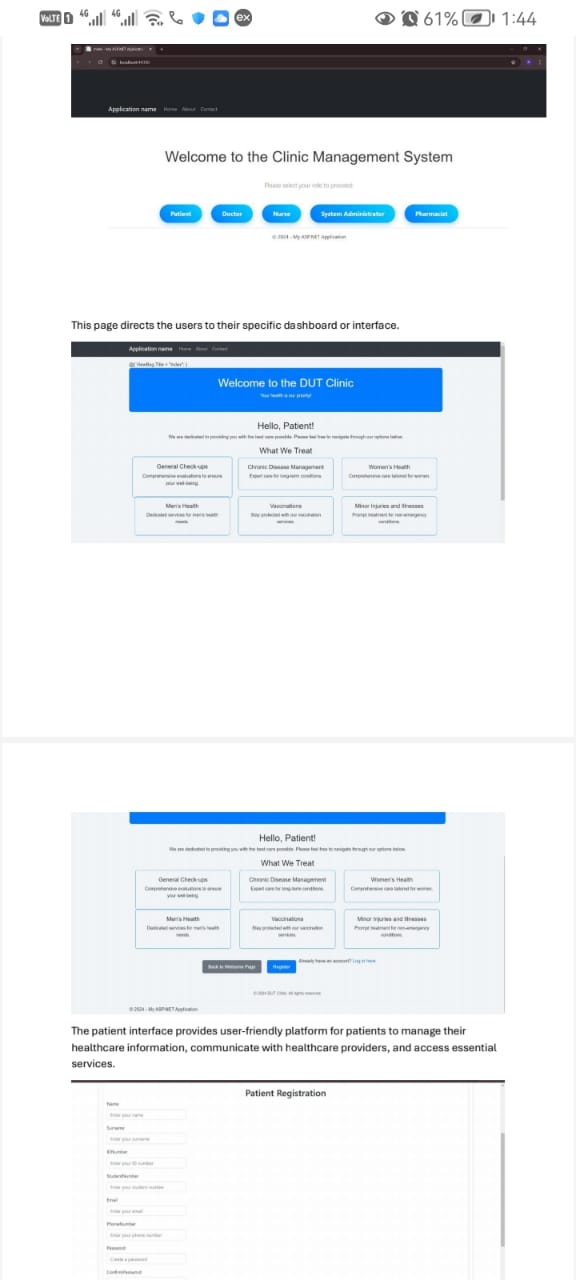 VoLTE 1 4G 4G ex 61% 1:44
localhost:44392
Application name Home About Contact
Welcome to the Clinic Management System
Please select your role to proceed:
Patient Doctor Nurse System Administrator Pharmacist
© 2024 - My ASP.NET Application
This page directs the users to their specific dashboard or interface.
Application name Home About Contact
@{ ViewBag.Title = "Index"; }
Welcome to the DUT Clinic
Your health is our priority!
Hello, Patient!
We are dedicated to providing you with the best care possible. Please feel free to navigate through our options below.
What We Treat
General Check-ups
Comprehensive evaluations to ensure
your well-being.
Chronic Disease Management
Expert care for long-term conditions.
Women's Health
Comprehensive care tailored for women.
Men's Health
Dedicated services for men's health
needs.
Vaccinations
Stay protected with our vaccination
services.
Minor Injuries and Illnesses
Prompt treatment for non-emergency
conditions.
Hello, Patient!
We are dedicated to providing you with the best care possible. Please feel free to navigate through our options below.
What We Treat
General Check-ups
Comprehensive evaluations to ensure
your well-being.
Chronic Disease Management
Expert care for long-term conditions.
Women's Health
Comprehensive care tailored for women.
Men's Health
Dedicated services for men's health
needs.
Vaccinations
Stay protected with our vaccination
services.
Minor Injuries and Illnesses
Prompt treatment for non-emergency
conditions.
Back to Welcome Page Register Already have an account? Log in here
© 2024 DUT Clinic. All rights reserved.
© 2024 - My ASP.NET Application
The patient interface provides user-friendly platform for patients to manage their
healthcare information, communicate with healthcare providers, and access essential
services.
Patient Registration
Name
Enter your name
Surname
Enter your surname
IDNumber
Enter your ID number
StudentNumber
Enter your student number
Email
Enter your email
PhoneNumber
Enter your phone number
Password
Create a password
ConfirmPassword